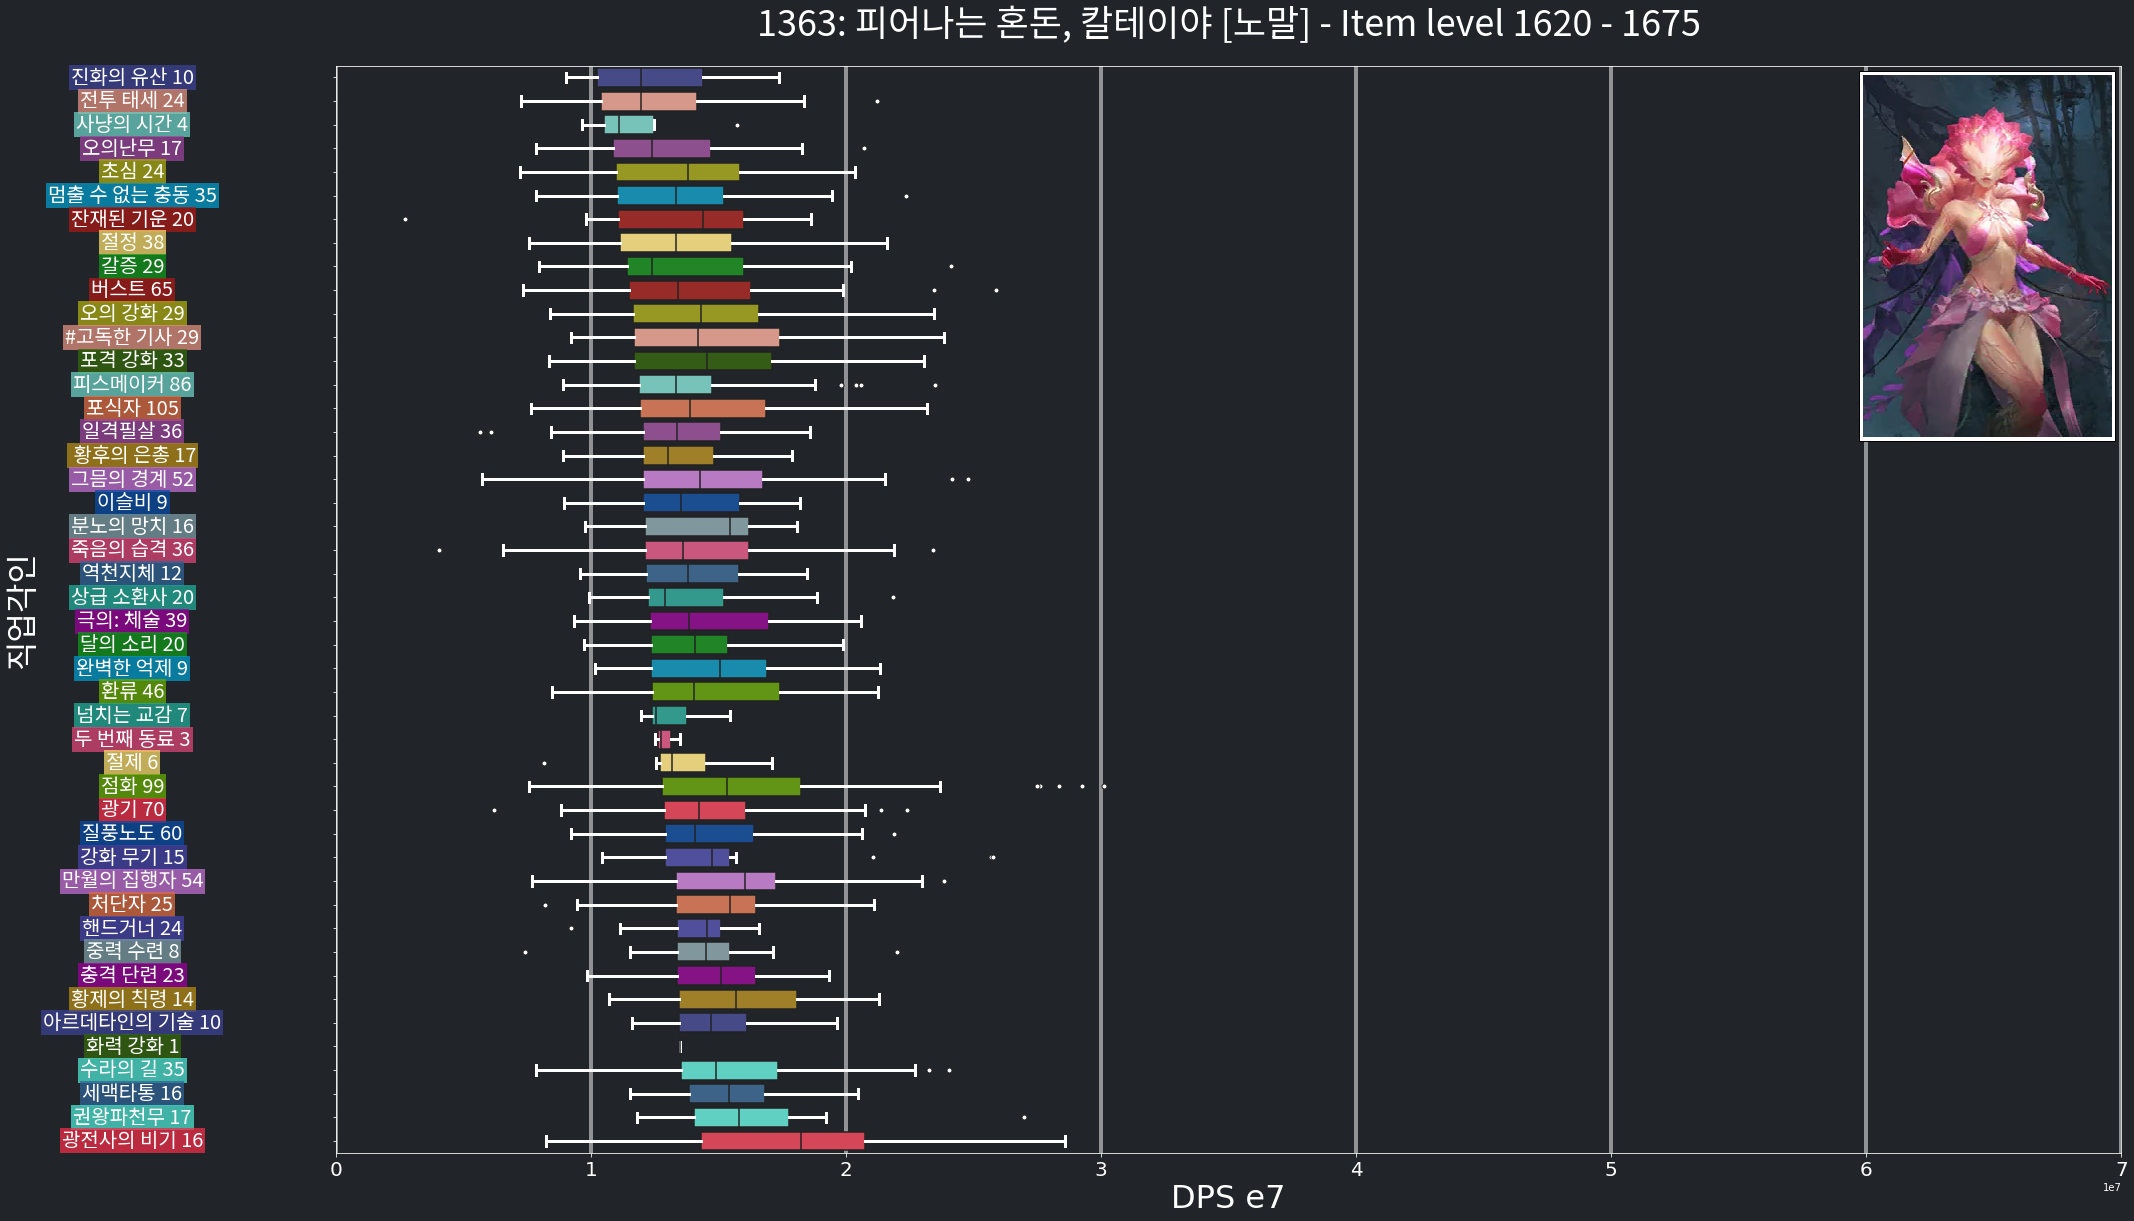 1363: 피어나는 혼돈, 칼테이야 [노말] - Item level 1620 - 1675
진화의 유산 10
전투 태세 24
사냥의 시간 4
오의난무 17
초심 24
멈출 수 없는 충동 35
잔재된 기운 20
절정 38
갈증 29
버스트 65
오의 강화 29
#고독한 기사 29
포격 강화 33
피스메이커 86
포식자 105
일격필살 36
황후의 은총 17
그믐의 경계 52
이슬비 9
분노의 망치 16
죽음의 습격 36
역천지체 12
상급 소환사 20
극의: 체술 39
달의 소리 20
완벽한 억제 9
환류 46
넘치는 교감 7
두 번째 동료 3
절제 6
점화 99
광기 70
질풍노도 60
강화 무기 15
만월의 집행자 54
처단자 25
핸드거너 24
중력 수련 8
충격 단련 23
황제의 칙령 14
아르데타인의 기술 10
화력 강화 1
수라의 길 35
세맥타통 16
권왕파천무 17
광전사의 비기 16
직업각인
0 1 2 3 4 5 6 7
DPS e7
1e7